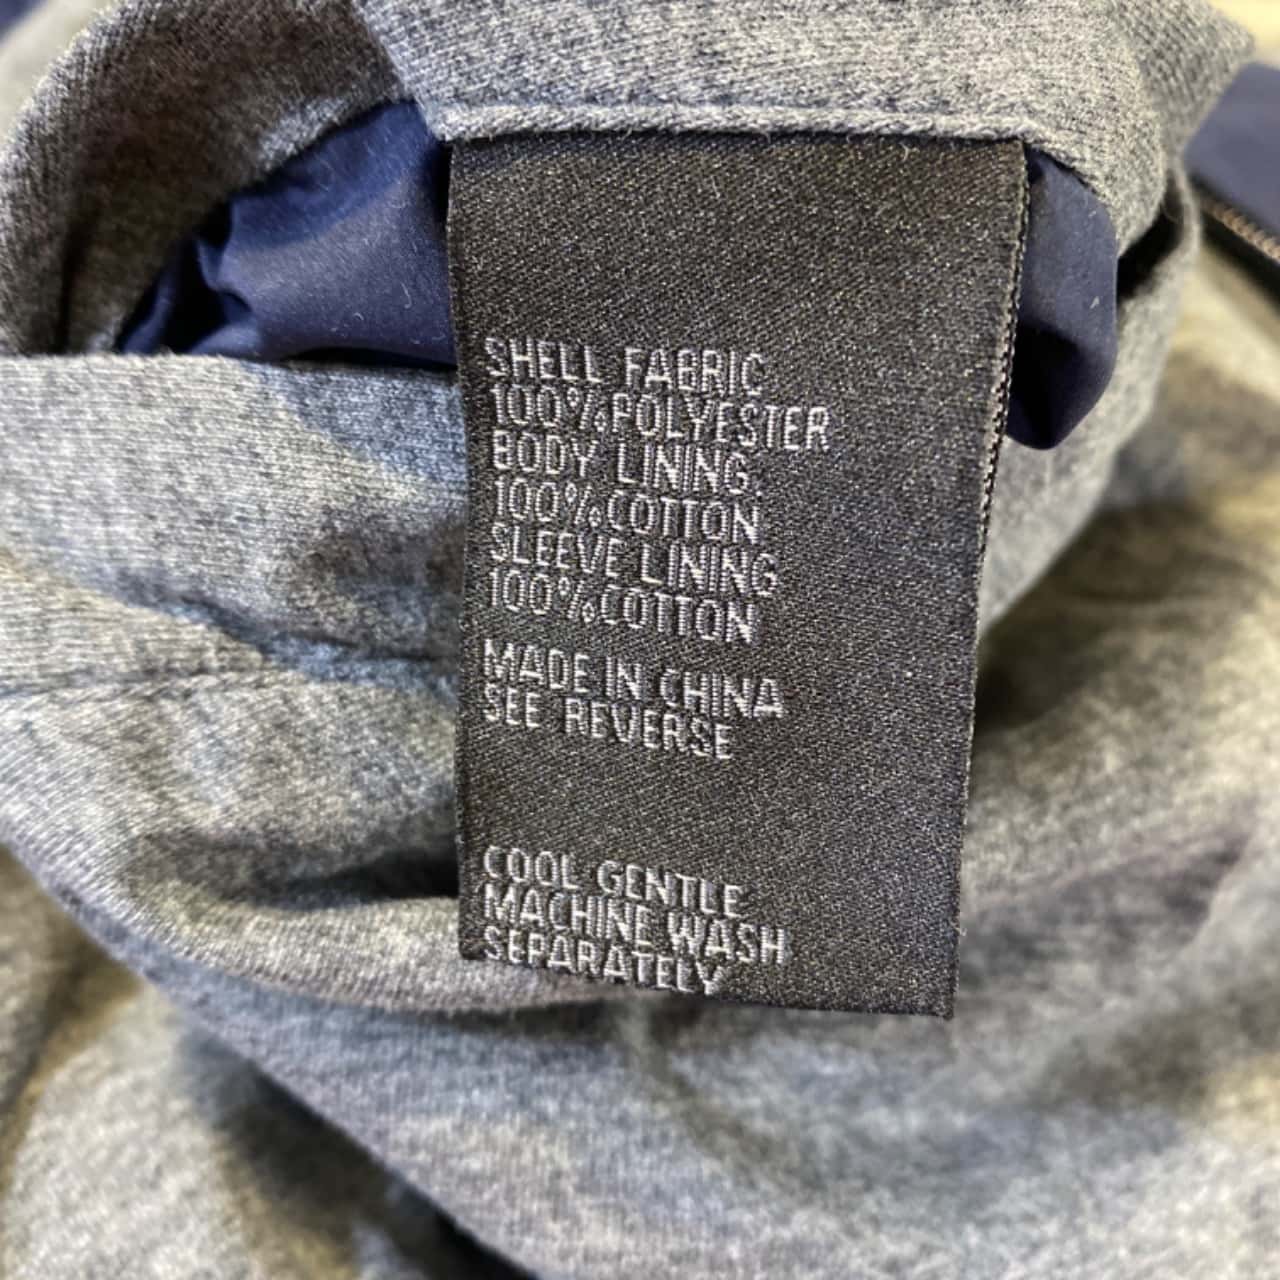 SHELL FABRIC
100%POLYESTER
BODY LINING
100%COTTON
SLEEVE LINING
100%COTTON
MADE IN CHINA
SEE REVERSE
COOL GENTLE
MACHINE WASH
SEPARATELY